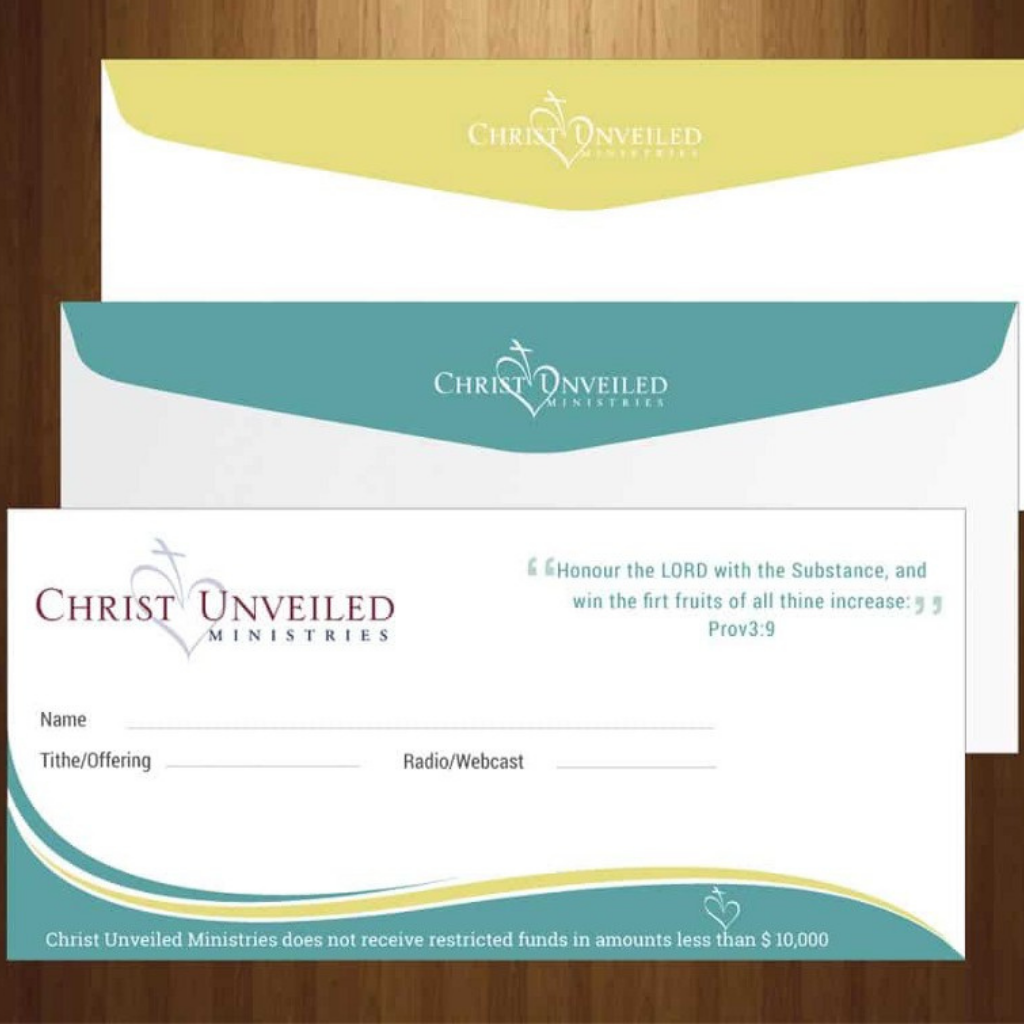 CHRIST UNVEILED
MINISTRIES
CHRIST UNVEILED
MINISTRIES
CHRIST UNVEILED
MINISTRIES
“Honour the LORD with the Substance, and
win the firt fruits of all thine increase:”
Prov3:9
Name
Tithe/Offering Radio/Webcast
Christ Unveiled Ministries does not receive restricted funds in amounts less than $ 10,000